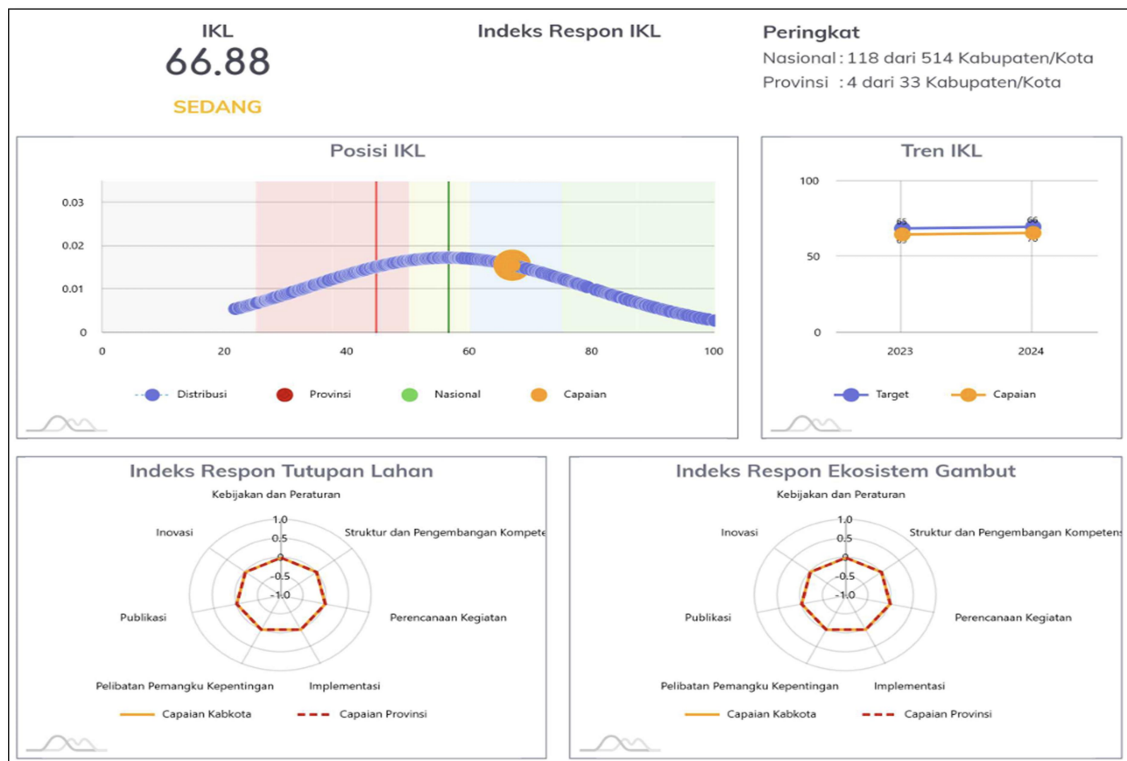 IKL
66.88
SEDANG
Indeks Respon IKL
Peringkat
Nasional : 118 dari 514 Kabupaten/Kota
Provinsi : 4 dari 33 Kabupaten/Kota
Posisi IKL
0.03
0.02
0.01
0
0 20 40 60 80 100
Distribusi Provinsi Nasional Capaian
Tren IKL
100
50
0
65 66
2023 2024
Target Capaian
Indeks Respon Tutupan Lahan
Kebijakan dan Peraturan
1.0
Inovasi 0.5 Struktur dan Pengembangan Kompete
0
-0.5
-1.0
Publikasi Perencanaan Kegiatan
Pelibatan Pemangku Kepentingan Implementasi
Capaian Kabkota Capaian Provinsi
Indeks Respon Ekosistem Gambut
Kebijakan dan Peraturan
1.0
Inovasi 0.5 Struktur dan Pengembangan Kompetens
0
-0.5
-1.0
Publikasi Perencanaan Kegiatan
Pelibatan Pemangku Kepentingan Implementasi
Capaian Kabkota Capaian Provinsi